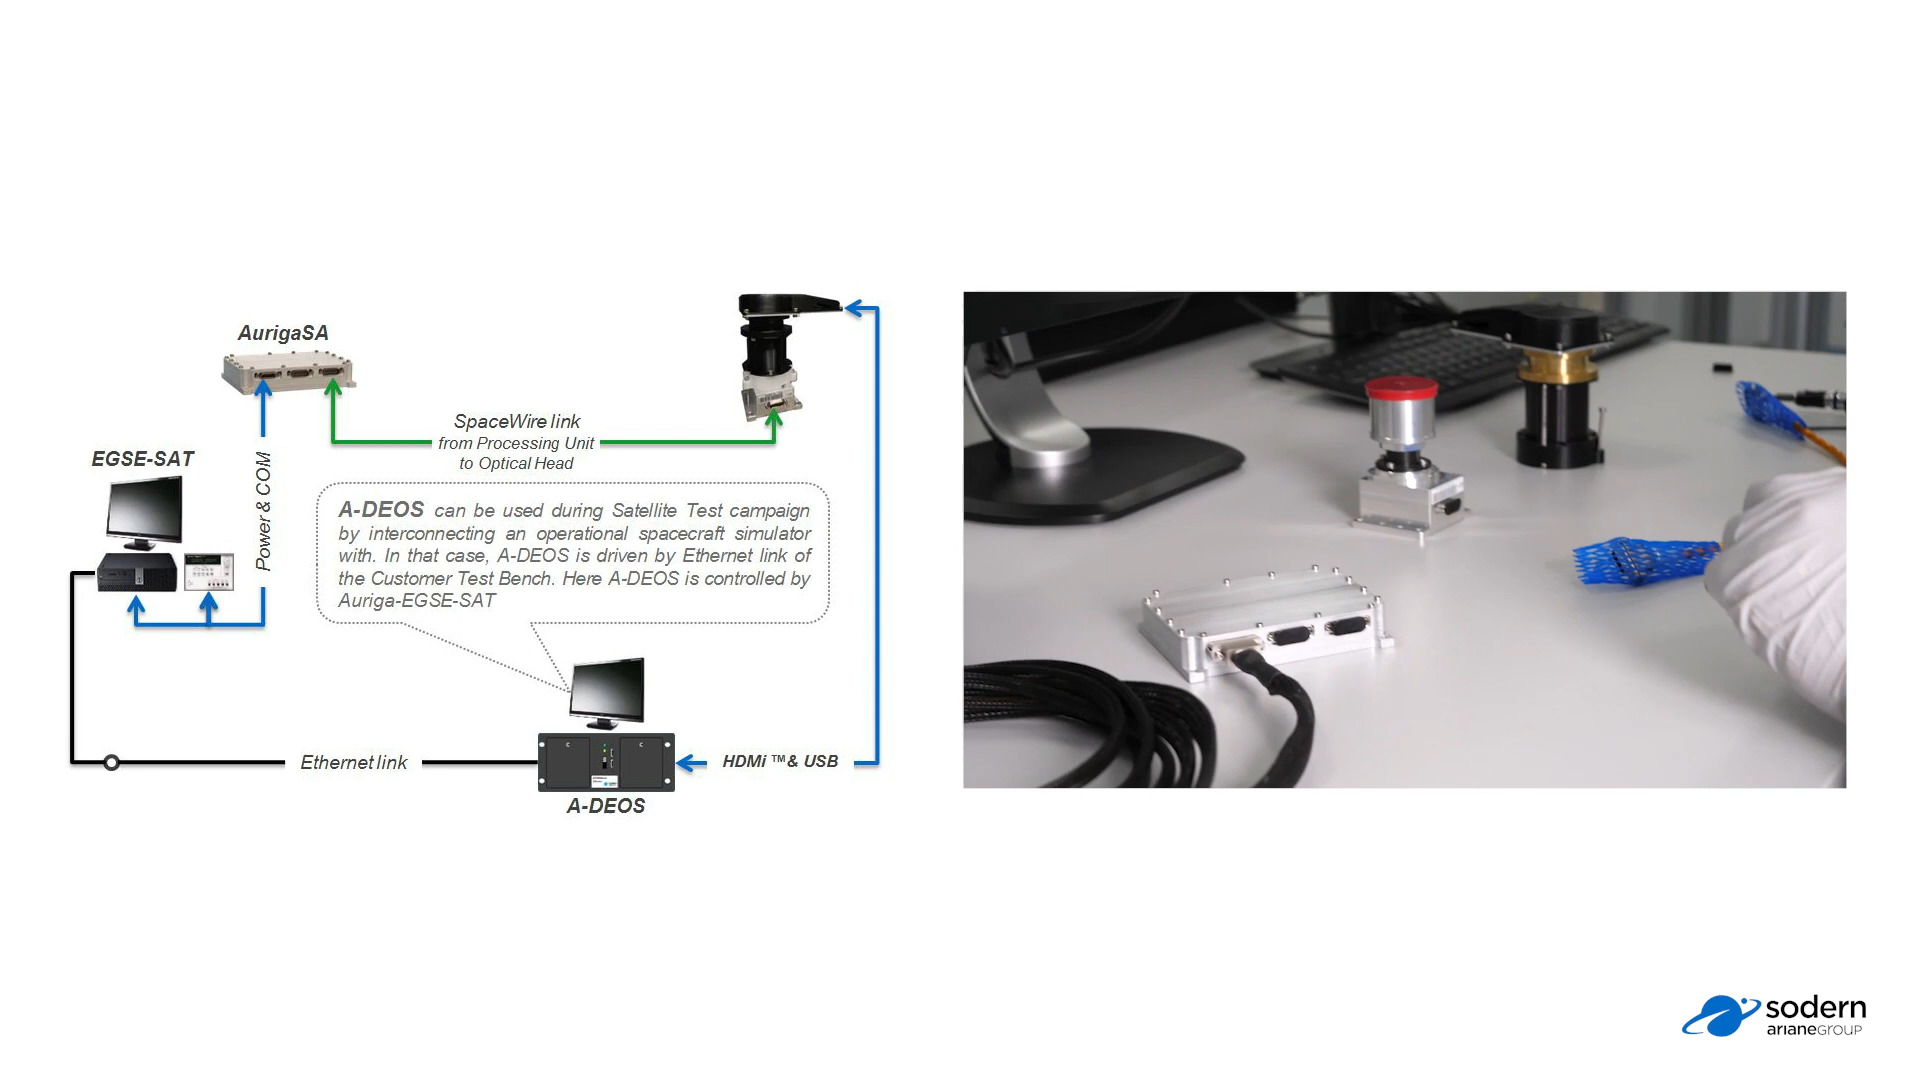 AurigaSA
SpaceWire link
from Processing Unit
to Optical Head
EGSE-SAT
Power & COM
A-DEOS can be used during Satellite Test campaign
by interconnecting an operational spacecraft simulator
with. In that case, A-DEOS is driven by Ethernet link of
the Customer Test Bench. Here A-DEOS is controlled by
Auriga-EGSE-SAT
C C
Ethernet link
HDMi ™ & USB
A-DEOS
sodern
arianeGROUP